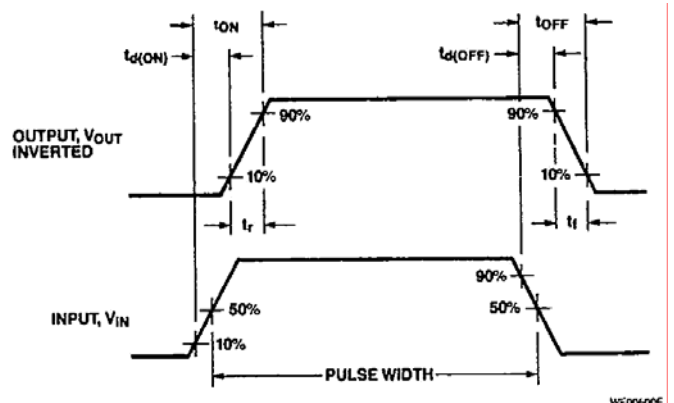 tON
tOFF
td(ON)
td(OFF)
OUTPUT, VOUT
INVERTED
90%
90%
10%
10%
tr
tf
INPUT, VIN
90%
50%
50%
10%
PULSE WIDTH